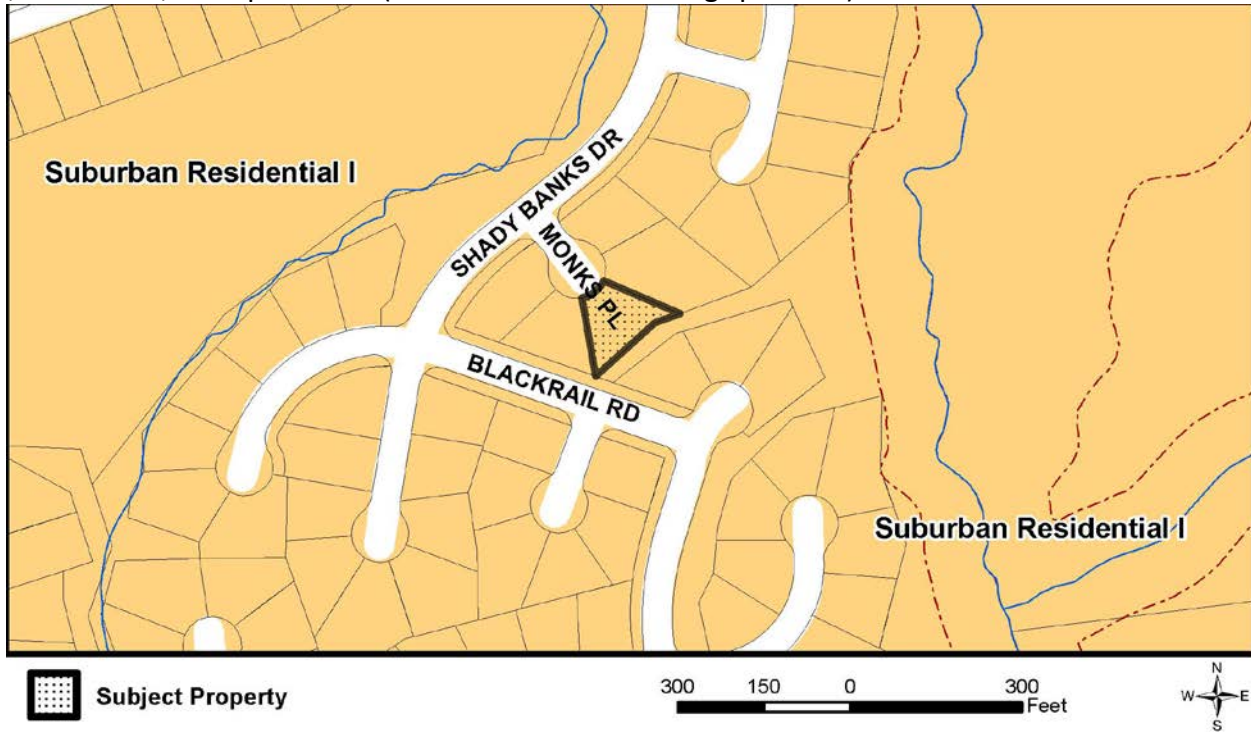 Suburban Residential I
SHADY BANKS DR
MONKS PL
BLACKRAIL RD
Suburban Residential I
Subject Property
300 150 0 300
Feet
N
W E
S